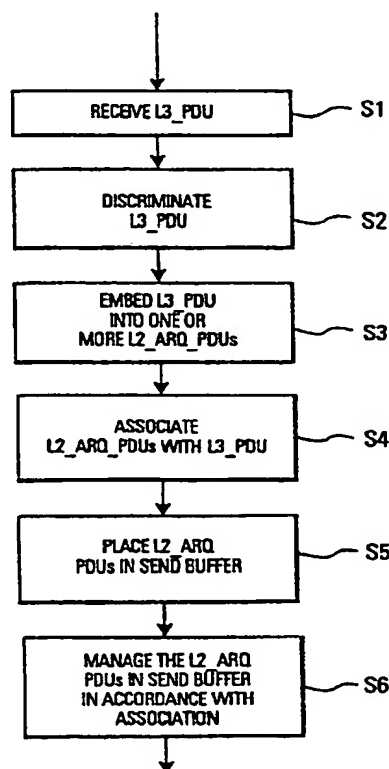 RECEIVE L3_PDU
S1
DISCRIMINATE
L3_PDU
S2
EMBED L3_PDU
INTO ONE OR
MORE L2_ARQ_PDUs
S3
ASSOCIATE
L2_ARQ_PDUs WITH L3_PDU
S4
PLACE L2_ARQ
PDUs IN SEND BUFFER
S5
MANAGE THE L2_ARQ
PDUs IN SEND BUFFER
IN ACCORDANCE WITH
ASSOCIATION
S6